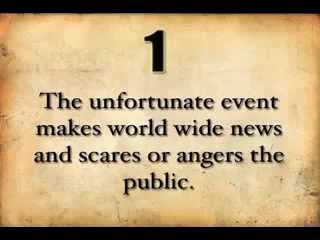 1
The unfortunate event
makes world wide news
and scares or angers the
public.